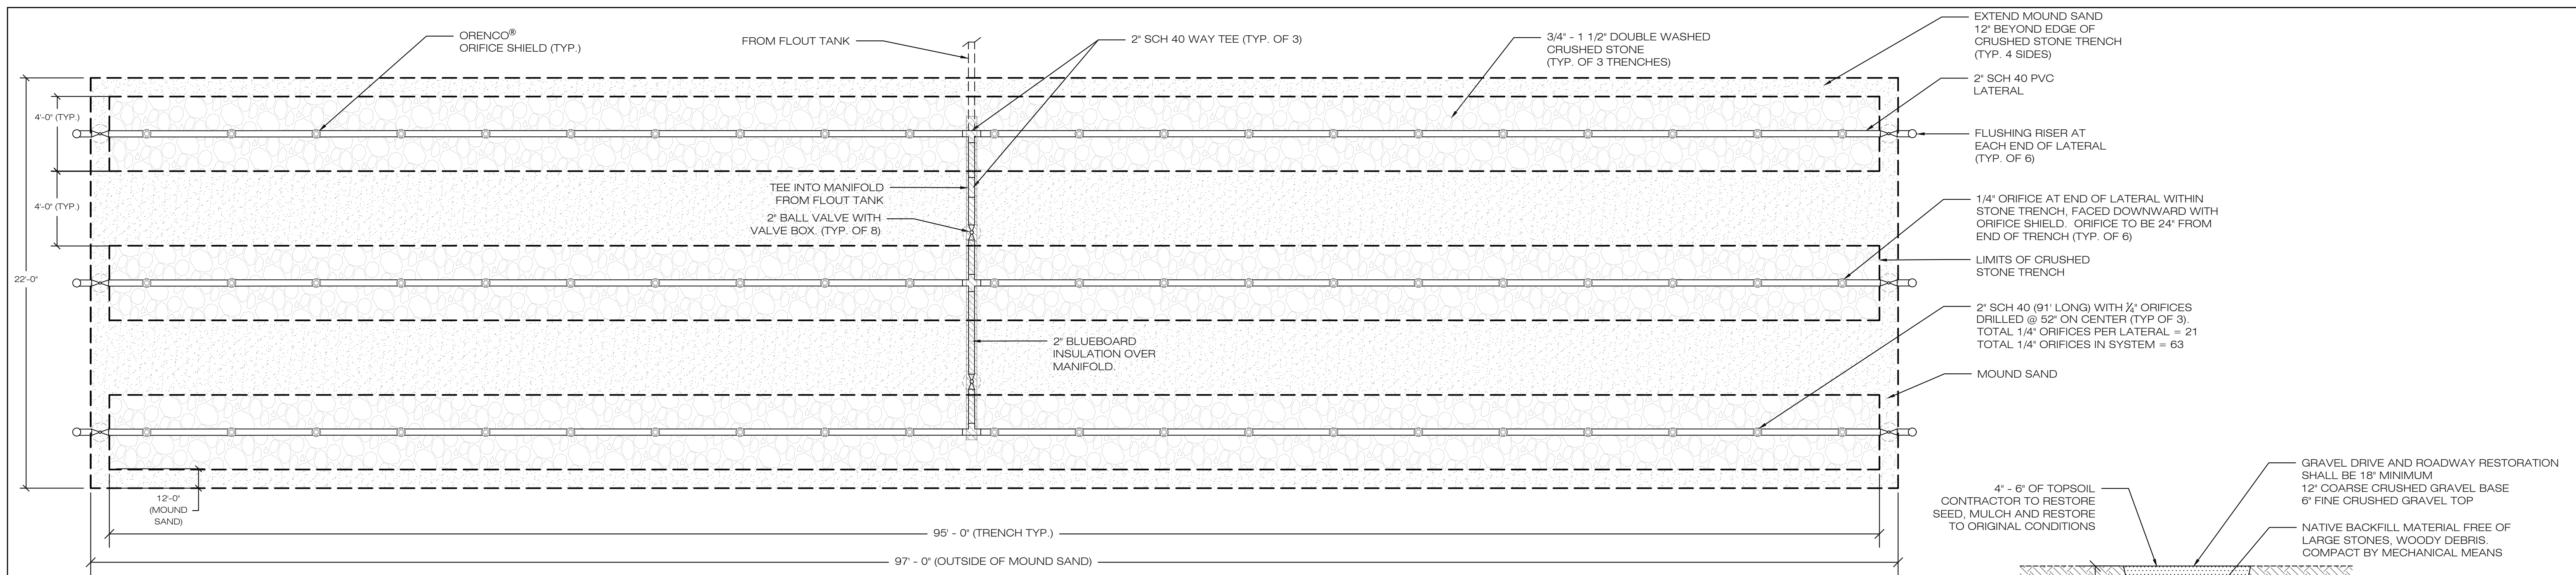 ORENCO®
ORIFICE SHIELD (TYP.)
FROM FLOUT TANK
2" SCH 40 WAY TEE (TYP. OF 3)
3/4" - 1 1/2" DOUBLE WASHED
CRUSHED STONE
(TYP. OF 3 TRENCHES)
EXTEND MOUND SAND
12" BEYOND EDGE OF
CRUSHED STONE TRENCH
(TYP. 4 SIDES)
2" SCH 40 PVC
LATERAL
4'-0" (TYP.)
FLUSHING RISER AT
EACH END OF LATERAL
(TYP. OF 6)
TEE INTO MANIFOLD
FROM FLOUT TANK
4'-0" (TYP.)
2" BALL VALVE WITH
VALVE BOX. (TYP. OF 8)
1/4" ORIFICE AT END OF LATERAL WITHIN
STONE TRENCH, FACED DOWNWARD WITH
ORIFICE SHIELD. ORIFICE TO BE 24" FROM
END OF TRENCH (TYP. OF 6)
LIMITS OF CRUSHED
STONE TRENCH
22'-0"
2" SCH 40 (91' LONG) WITH ¼" ORIFICES
DRILLED @ 52" ON CENTER (TYP OF 3).
TOTAL 1/4" ORIFICES PER LATERAL = 21
TOTAL 1/4" ORIFICES IN SYSTEM = 63
2" BLUEBOARD
INSULATION OVER
MANIFOLD.
MOUND SAND
12'-0"
(MOUND
SAND)
95' - 0" (TRENCH TYP.)
97' - 0" (OUTSIDE OF MOUND SAND)
4" - 6" OF TOPSOIL
CONTRACTOR TO RESTORE
SEED, MULCH AND RESTORE
TO ORIGINAL CONDITIONS
GRAVEL DRIVE AND ROADWAY RESTORATION
SHALL BE 18" MINIMUM
12" COARSE CRUSHED GRAVEL BASE
6" FINE CRUSHED GRAVEL TOP
NATIVE BACKFILL MATERIAL FREE OF
LARGE STONES, WOODY DEBRIS.
COMPACT BY MECHANICAL MEANS